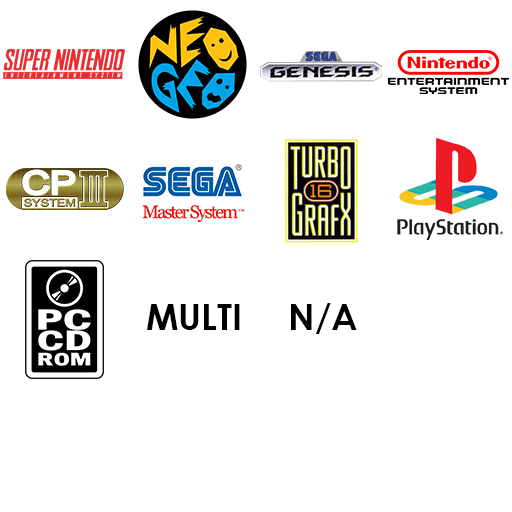 SUPER NINTENDO
ENTERTAINMENT SYSTEM
NEO
GEO
SEGA
GENESIS
Nintendo®
ENTERTAINMENT
SYSTEM
CP III
SYSTEM
SEGA®
Master System™
TURBO
16
GRAFX
PlayStation®
PC
CD
ROM
MULTI
N/A